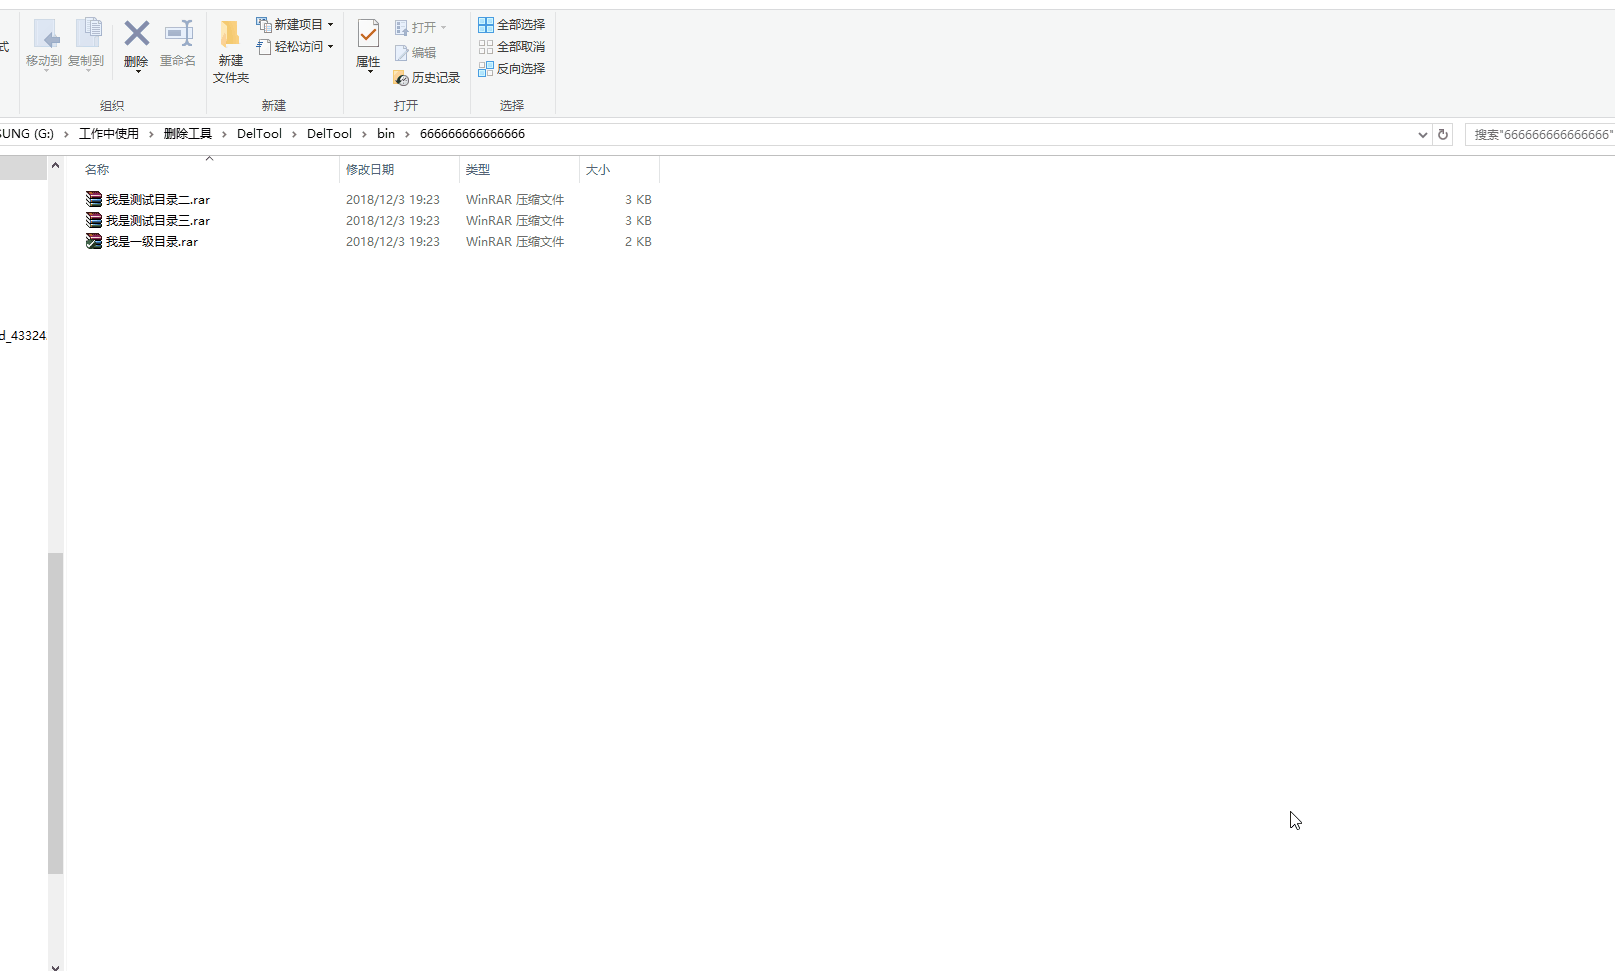 式
移动到
复制到
删除
重命名
组织
新建
文件夹
新建项目
轻松访问
新建
属性
打开
编辑
历史记录
打开
全部选择
全部取消
反向选择
选择
SUNG (G:) > 工作中使用 > 删除工具 > DelTool > DelTool > bin > 666666666666666
搜索"666666666666666"
名称 修改日期 类型 大小
我是测试目录二.rar 2018/12/3 19:23 WinRAR 压缩文件 3 KB
我是测试目录三.rar 2018/12/3 19:23 WinRAR 压缩文件 3 KB
我是一级目录.rar 2018/12/3 19:23 WinRAR 压缩文件 2 KB
d_43324